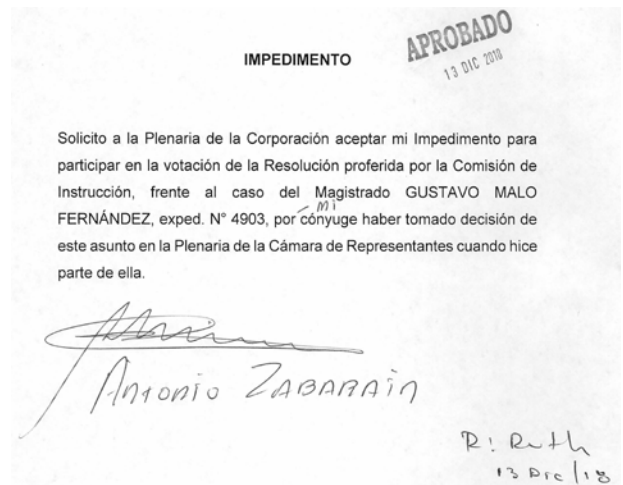 IMPEDIMENTO
APROBADO
13 DIC 2018
Solicito a la Plenaria de la Corporación aceptar mi Impedimento para
participar en la votación de la Resolución proferida por la Comisión de
Instrucción, frente al caso del Magistrado GUSTAVO MALO
mi
FERNÁNDEZ, exped. N° 4903, por cónyuge haber tomado decisión de
este asunto en la Plenaria de la Cámara de Representantes cuando hice
parte de ella.
Antonio Zabarain
R: Ruth
13 Dic/18